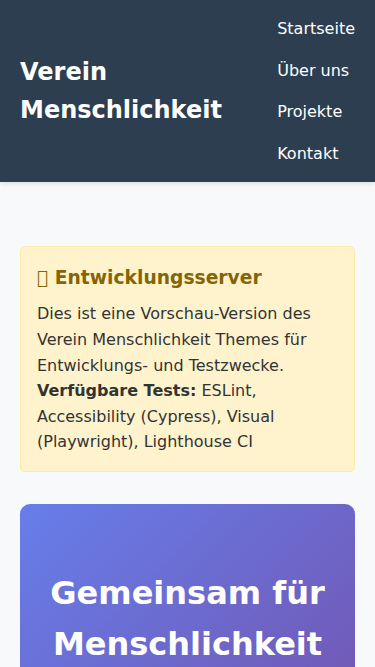 Verein
Menschlichkeit
Startseite
Über uns
Projekte
Kontakt
Entwicklungsserver
Dies ist eine Vorschau-Version des
Verein Menschlichkeit Themes für
Entwicklungs- und Testzwecke.
Verfügbare Tests: ESLint,
Accessibility (Cypress), Visual
(Playwright), Lighthouse CI
Gemeinsam für
Menschlichkeit